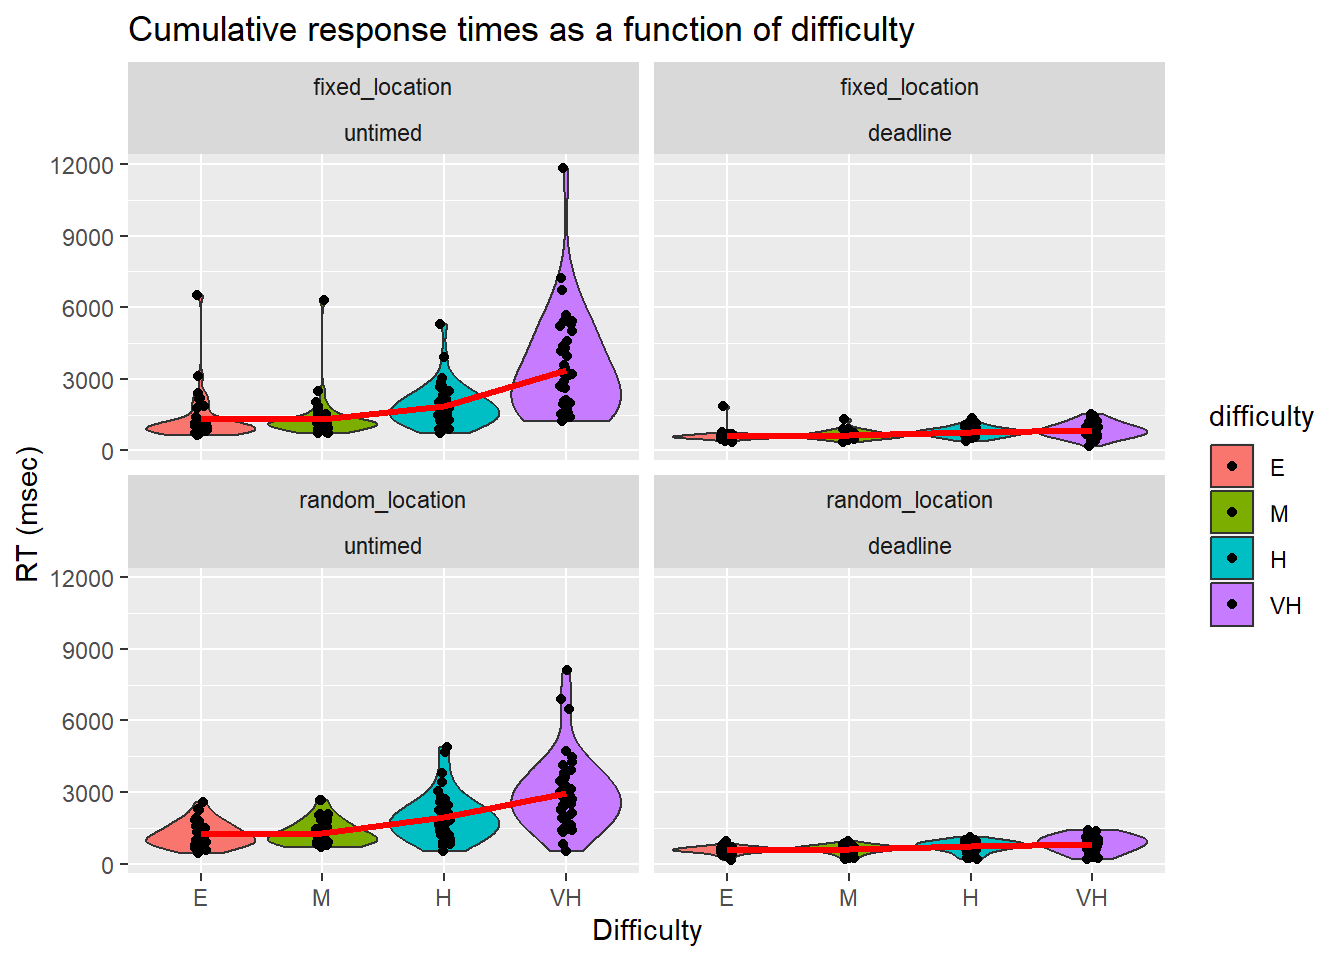 Cumulative response times as a function of difficulty
fixed_location
untimed
fixed_location
deadline
12000
9000
6000
3000
0
random_location
untimed
random_location
deadline
12000
9000
6000
3000
0
RT (msec)
E
M
H
VH
E
M
H
VH
Difficulty
difficulty
E
M
H
VH